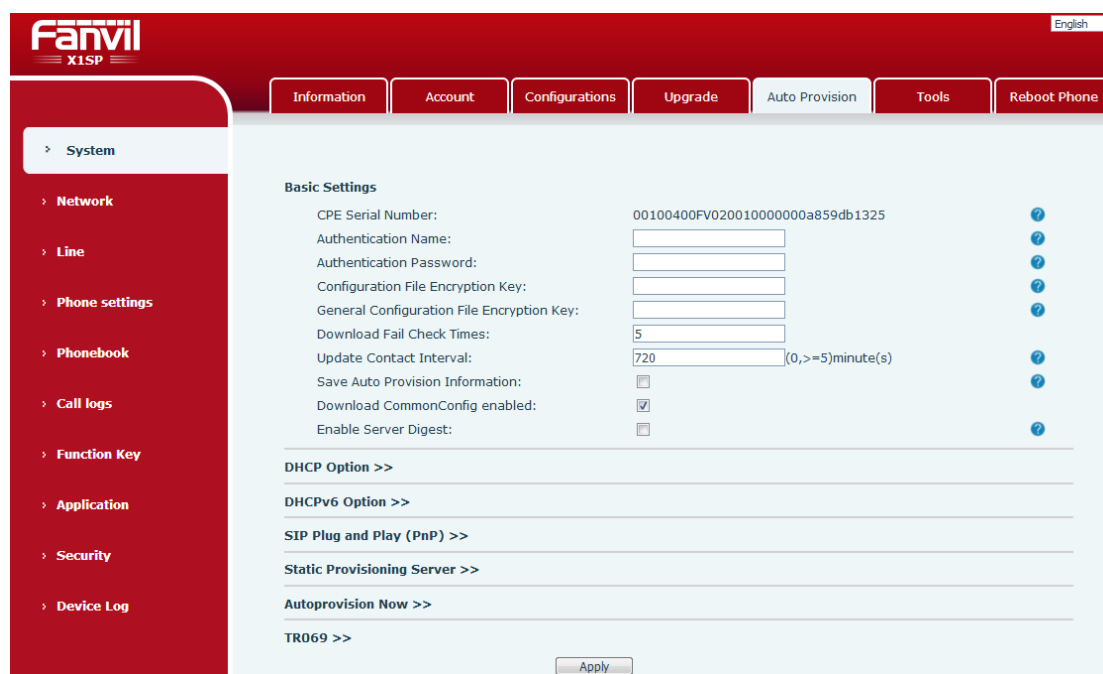 English
Fanvil
X1SP
Information Account Configurations Upgrade Auto Provision Tools Reboot Phone
› System
› Network
› Line
› Phone settings
› Phonebook
› Call logs
› Function Key
› Application
› Security
› Device Log
Basic Settings
CPE Serial Number: 00100400FV020010000000a859db1325
Authentication Name:
Authentication Password:
Configuration File Encryption Key:
General Configuration File Encryption Key:
Download Fail Check Times: 5
Update Contact Interval: 720 (0,>=5)minute(s)
Save Auto Provision Information:
Download CommonConfig enabled:
Enable Server Digest:
DHCP Option >>
DHCPv6 Option >>
SIP Plug and Play (PnP) >>
Static Provisioning Server >>
Autoprovision Now >>
TR069 >>
Apply